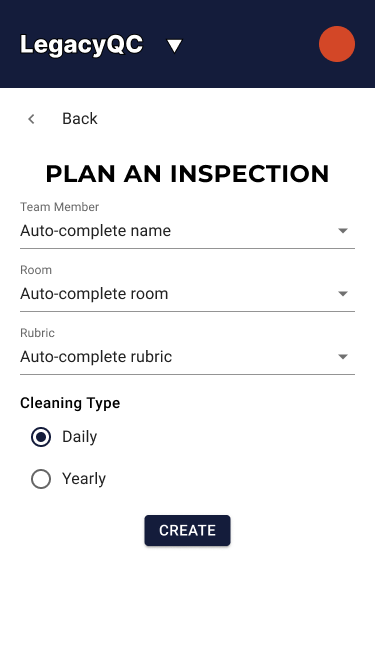 LegacyQC
Back
PLAN AN INSPECTION
Team Member
Auto-complete name
Room
Auto-complete room
Rubric
Auto-complete rubric
Cleaning Type
Daily
Yearly
CREATE